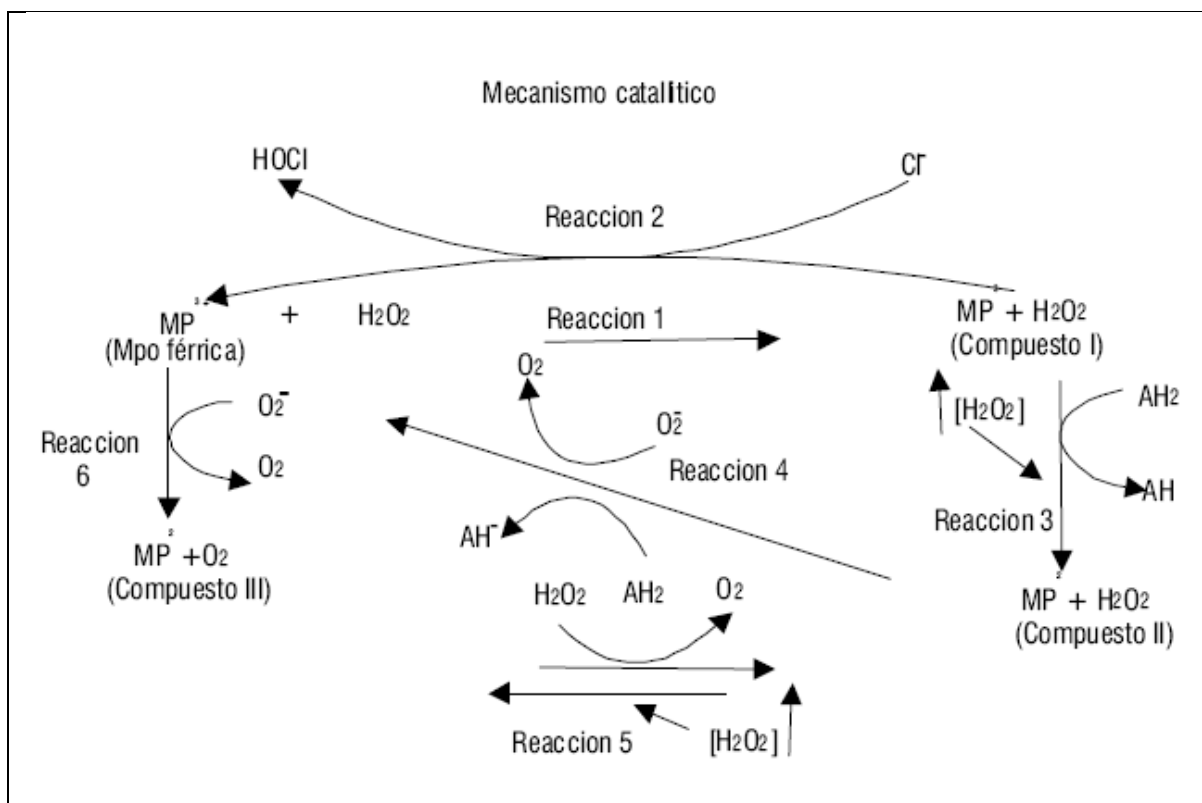 Mecanismo catalítico
HOCl
Cl-
Reaccion 2
MP + H2O2
(Mpo férrica)
Reaccion 1
MP + H2O2
(Compuesto I)
O2-
O2
Reaccion
6
O2
O2-
Reaccion 4
[H2O2]
AH2
AH
Reaccion 3
MP +O2
(Compuesto III)
AH-
H2O2 AH2 O2
MP + H2O2
(Compuesto II)
Reaccion 5
[H2O2]